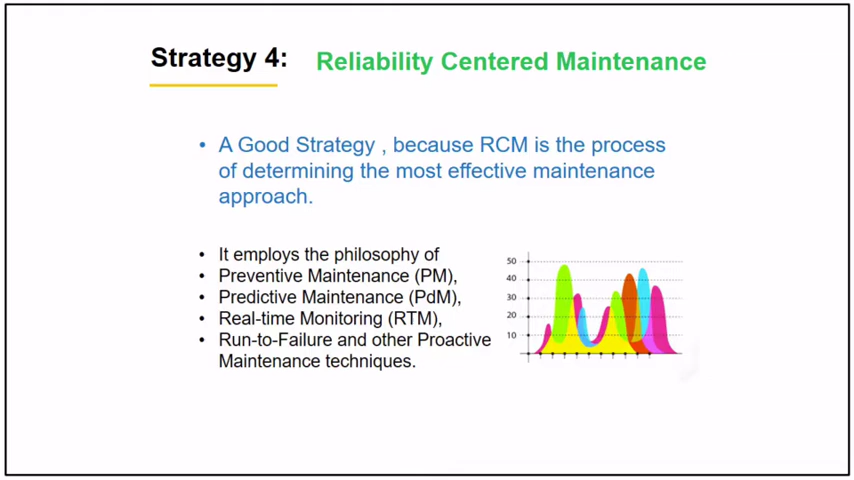 Strategy 4: Reliability Centered Maintenance
• A Good Strategy , because RCM is the process
of determining the most effective maintenance
approach.
• It employs the philosophy of
• Preventive Maintenance (PM),
• Predictive Maintenance (PdM),
• Real-time Monitoring (RTM),
• Run-to-Failure and other Proactive
Maintenance techniques.
50
40
30
20
10